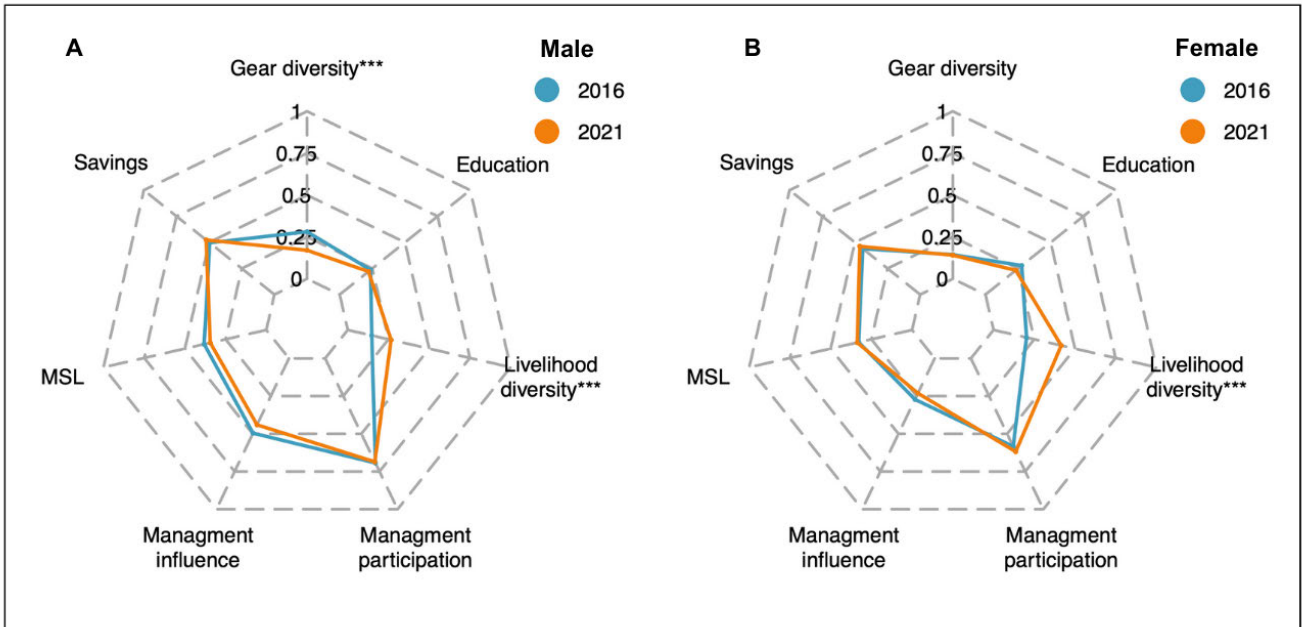 A
Male
2016
2021
Gear diversity***
1
0.75
0.5
0.25
0
Savings
Education
MSL
Livelihood
diversity***
Managment
influence
Managment
participation
B
Female
2016
2021
Gear diversity
1
0.75
0.5
0.25
0
Savings
Education
MSL
Livelihood
diversity***
Managment
influence
Managment
participation